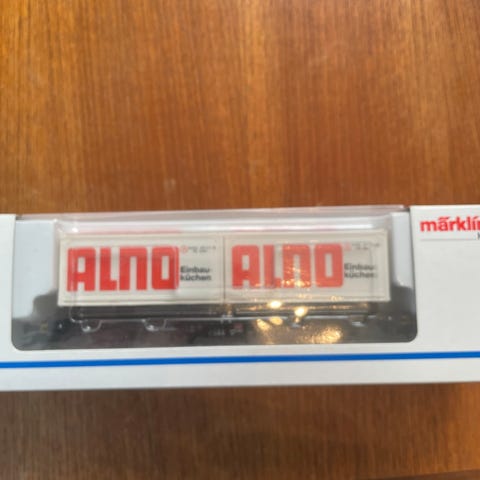 märklin
ALNO
Einbau-
küchen
ALNO
Einbau-
küchen